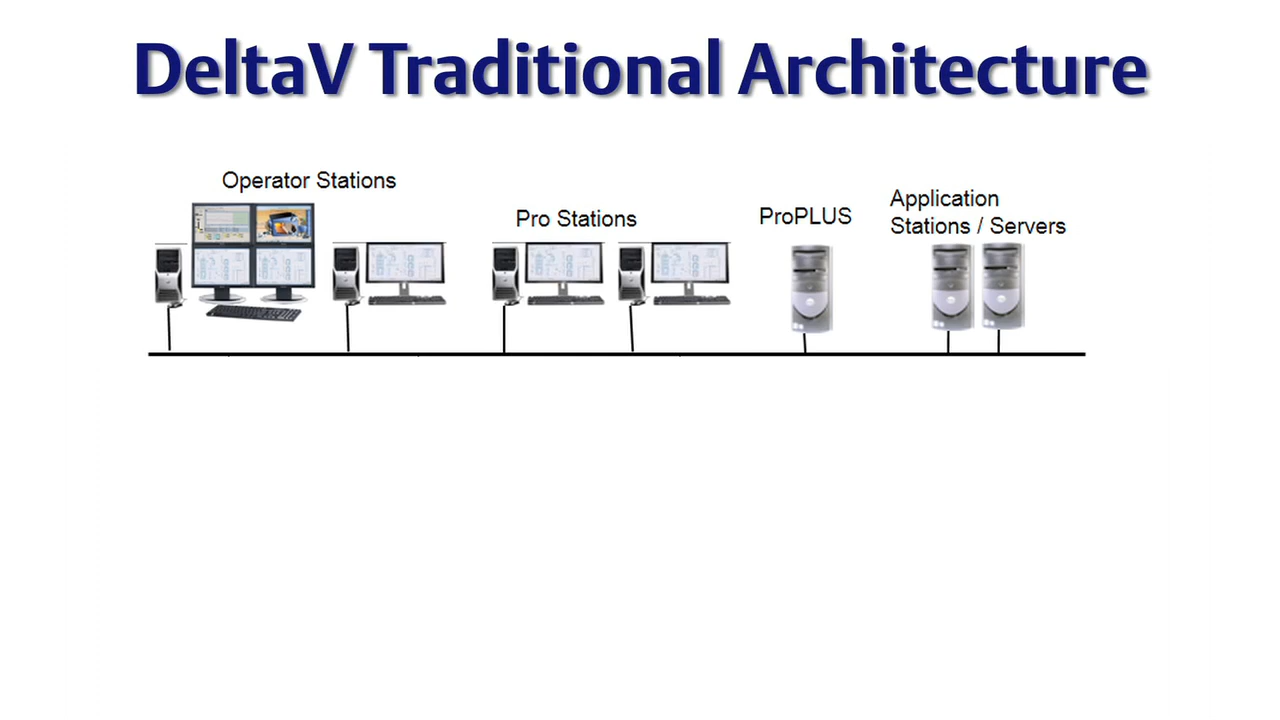 DeltaV Traditional Architecture
Operator Stations
Pro Stations
ProPLUS
Application
Stations / Servers